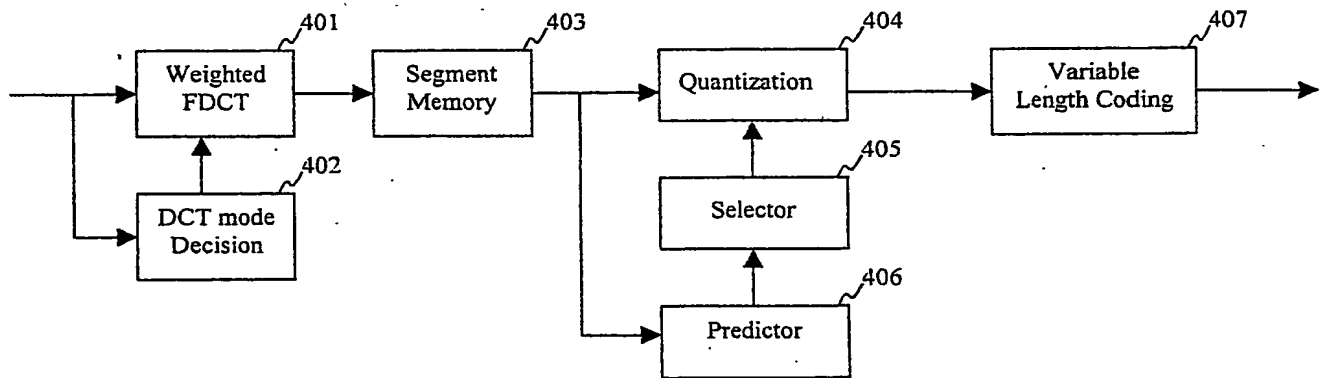 401
Weighted
FDCT
402
DCT mode
Decision
403
Segment
Memory
404
Quantization
405
Selector
406
Predictor
407
Variable
Length Coding